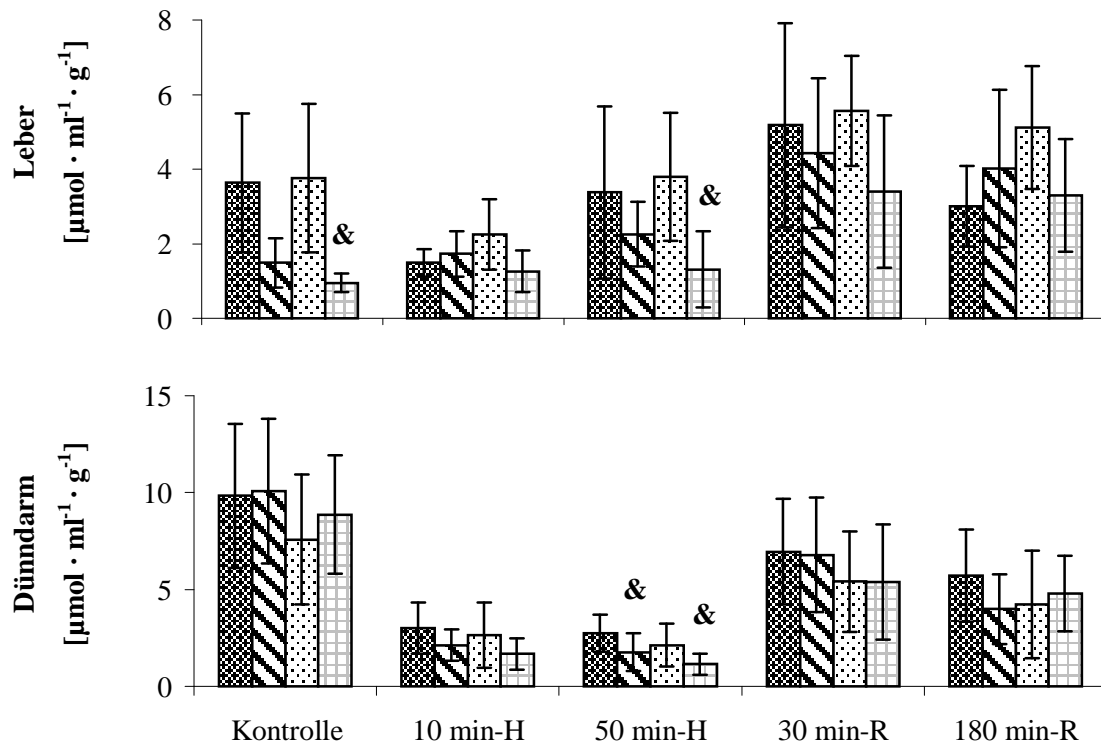 Leber
[µmol · ml⁻¹ · g⁻¹]
8
6
4
2
0
&
&
Dünndarm
[µmol · ml⁻¹ · g⁻¹]
15
10
5
0
&
&
Kontrolle 10 min-H 50 min-H 30 min-R 180 min-R